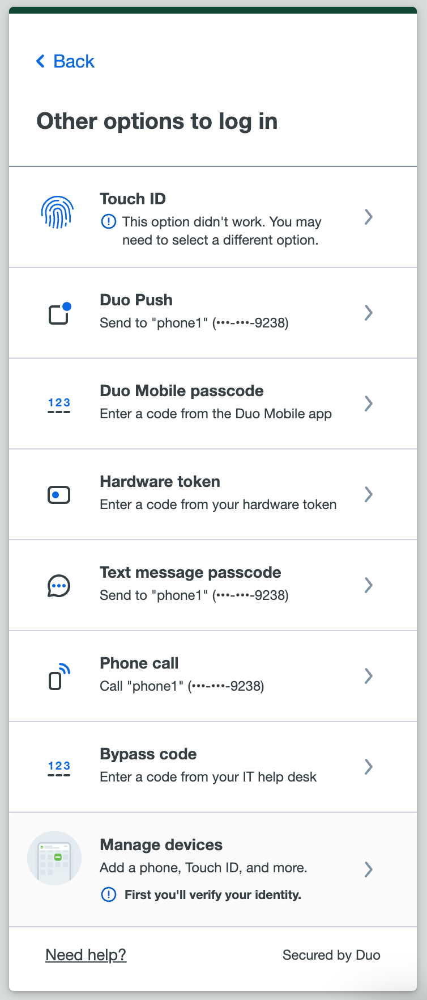 Back
Other options to log in
Touch ID
This option didn't work. You may
need to select a different option.
Duo Push
Send to "phone1" (•••-•••-9238)
123
Duo Mobile passcode
Enter a code from the Duo Mobile app
Hardware token
Enter a code from your hardware token
Text message passcode
Send to "phone1" (•••-•••-9238)
Phone call
Call "phone1" (•••-•••-9238)
123
Bypass code
Enter a code from your IT help desk
Manage devices
Add a phone, Touch ID, and more.
First you'll verify your identity.
Need help?
Secured by Duo